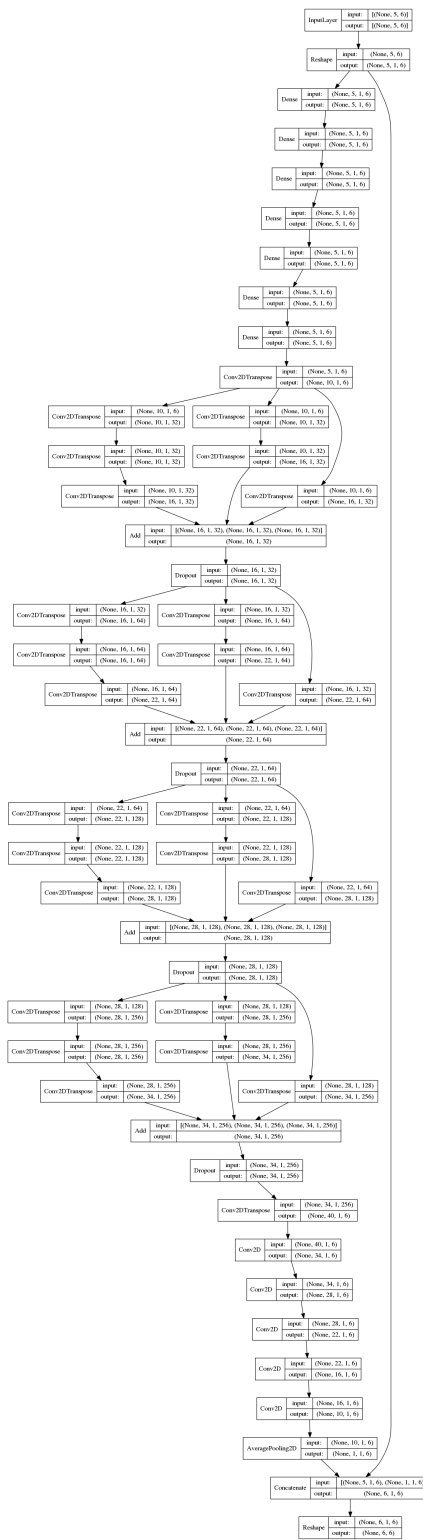 InputLayer input: [(None, 5, 6)]
output: [(None, 5, 6)]
Reshape input: (None, 5, 6)
output: (None, 5, 1, 6)
Dense input: (None, 5, 1, 6)
output: (None, 5, 1, 6)
Dense input: (None, 5, 1, 6)
output: (None, 5, 1, 6)
Dense input: (None, 5, 1, 6)
output: (None, 5, 1, 6)
Dense input: (None, 5, 1, 6)
output: (None, 5, 1, 6)
Dense input: (None, 5, 1, 6)
output: (None, 5, 1, 6)
Dense input: (None, 5, 1, 6)
output: (None, 5, 1, 6)
Dense input: (None, 5, 1, 6)
output: (None, 5, 1, 6)
Conv2DTranspose input: (None, 5, 1, 6)
output: (None, 10, 1, 6)
Conv2DTranspose input: (None, 10, 1, 6)
output: (None, 10, 1, 32)
Conv2DTranspose input: (None, 10, 1, 6)
output: (None, 10, 1, 32)
Conv2DTranspose input: (None, 10, 1, 32)
output: (None, 10, 1, 32)
Conv2DTranspose input: (None, 10, 1, 32)
output: (None, 16, 1, 32)
Conv2DTranspose input: (None, 10, 1, 32)
output: (None, 16, 1, 32)
Conv2DTranspose input: (None, 10, 1, 6)
output: (None, 16, 1, 32)
Add input: [(None, 16, 1, 32), (None, 16, 1, 32), (None, 16, 1, 32)]
output: (None, 16, 1, 32)
Dropout input: (None, 16, 1, 32)
output: (None, 16, 1, 32)
Conv2DTranspose input: (None, 16, 1, 32)
output: (None, 16, 1, 64)
Conv2DTranspose input: (None, 16, 1, 32)
output: (None, 16, 1, 64)
Conv2DTranspose input: (None, 16, 1, 64)
output: (None, 16, 1, 64)
Conv2DTranspose input: (None, 16, 1, 64)
output: (None, 22, 1, 64)
Conv2DTranspose input: (None, 16, 1, 64)
output: (None, 22, 1, 64)
Conv2DTranspose input: (None, 16, 1, 32)
output: (None, 22, 1, 64)
Add input: [(None, 22, 1, 64), (None, 22, 1, 64), (None, 22, 1, 64)]
output: (None, 22, 1, 64)
Dropout input: (None, 22, 1, 64)
output: (None, 22, 1, 64)
Conv2DTranspose input: (None, 22, 1, 64)
output: (None, 22, 1, 128)
Conv2DTranspose input: (None, 22, 1, 64)
output: (None, 22, 1, 128)
Conv2DTranspose input: (None, 22, 1, 128)
output: (None, 22, 1, 128)
Conv2DTranspose input: (None, 22, 1, 128)
output: (None, 28, 1, 128)
Conv2DTranspose input: (None, 22, 1, 128)
output: (None, 28, 1, 128)
Conv2DTranspose input: (None, 22, 1, 64)
output: (None, 28, 1, 128)
Add input: [(None, 28, 1, 128), (None, 28, 1, 128), (None, 28, 1, 128)]
output: (None, 28, 1, 128)
Dropout input: (None, 28, 1, 128)
output: (None, 28, 1, 128)
Conv2DTranspose input: (None, 28, 1, 128)
output: (None, 28, 1, 256)
Conv2DTranspose input: (None, 28, 1, 128)
output: (None, 28, 1, 256)
Conv2DTranspose input: (None, 28, 1, 256)
output: (None, 28, 1, 256)
Conv2DTranspose input: (None, 28, 1, 256)
output: (None, 34, 1, 256)
Conv2DTranspose input: (None, 28, 1, 256)
output: (None, 34, 1, 256)
Conv2DTranspose input: (None, 28, 1, 128)
output: (None, 34, 1, 256)
Add input: [(None, 34, 1, 256), (None, 34, 1, 256), (None, 34, 1, 256)]
output: (None, 34, 1, 256)
Dropout input: (None, 34, 1, 256)
output: (None, 34, 1, 256)
Conv2DTranspose input: (None, 34, 1, 256)
output: (None, 40, 1, 6)
Conv2D input: (None, 40, 1, 6)
output: (None, 34, 1, 6)
Conv2D input: (None, 34, 1, 6)
output: (None, 28, 1, 6)
Conv2D input: (None, 28, 1, 6)
output: (None, 22, 1, 6)
Conv2D input: (None, 22, 1, 6)
output: (None, 16, 1, 6)
Conv2D input: (None, 16, 1, 6)
output: (None, 10, 1, 6)
AveragePooling2D input: (None, 10, 1, 6)
output: (None, 1, 1, 6)
Concatenate input: [(None, 5, 1, 6), (None, 1, 1, 6)
output: (None, 6, 1, 6)
Reshape input: (None, 6, 1, 6)
output: (None, 6, 6)